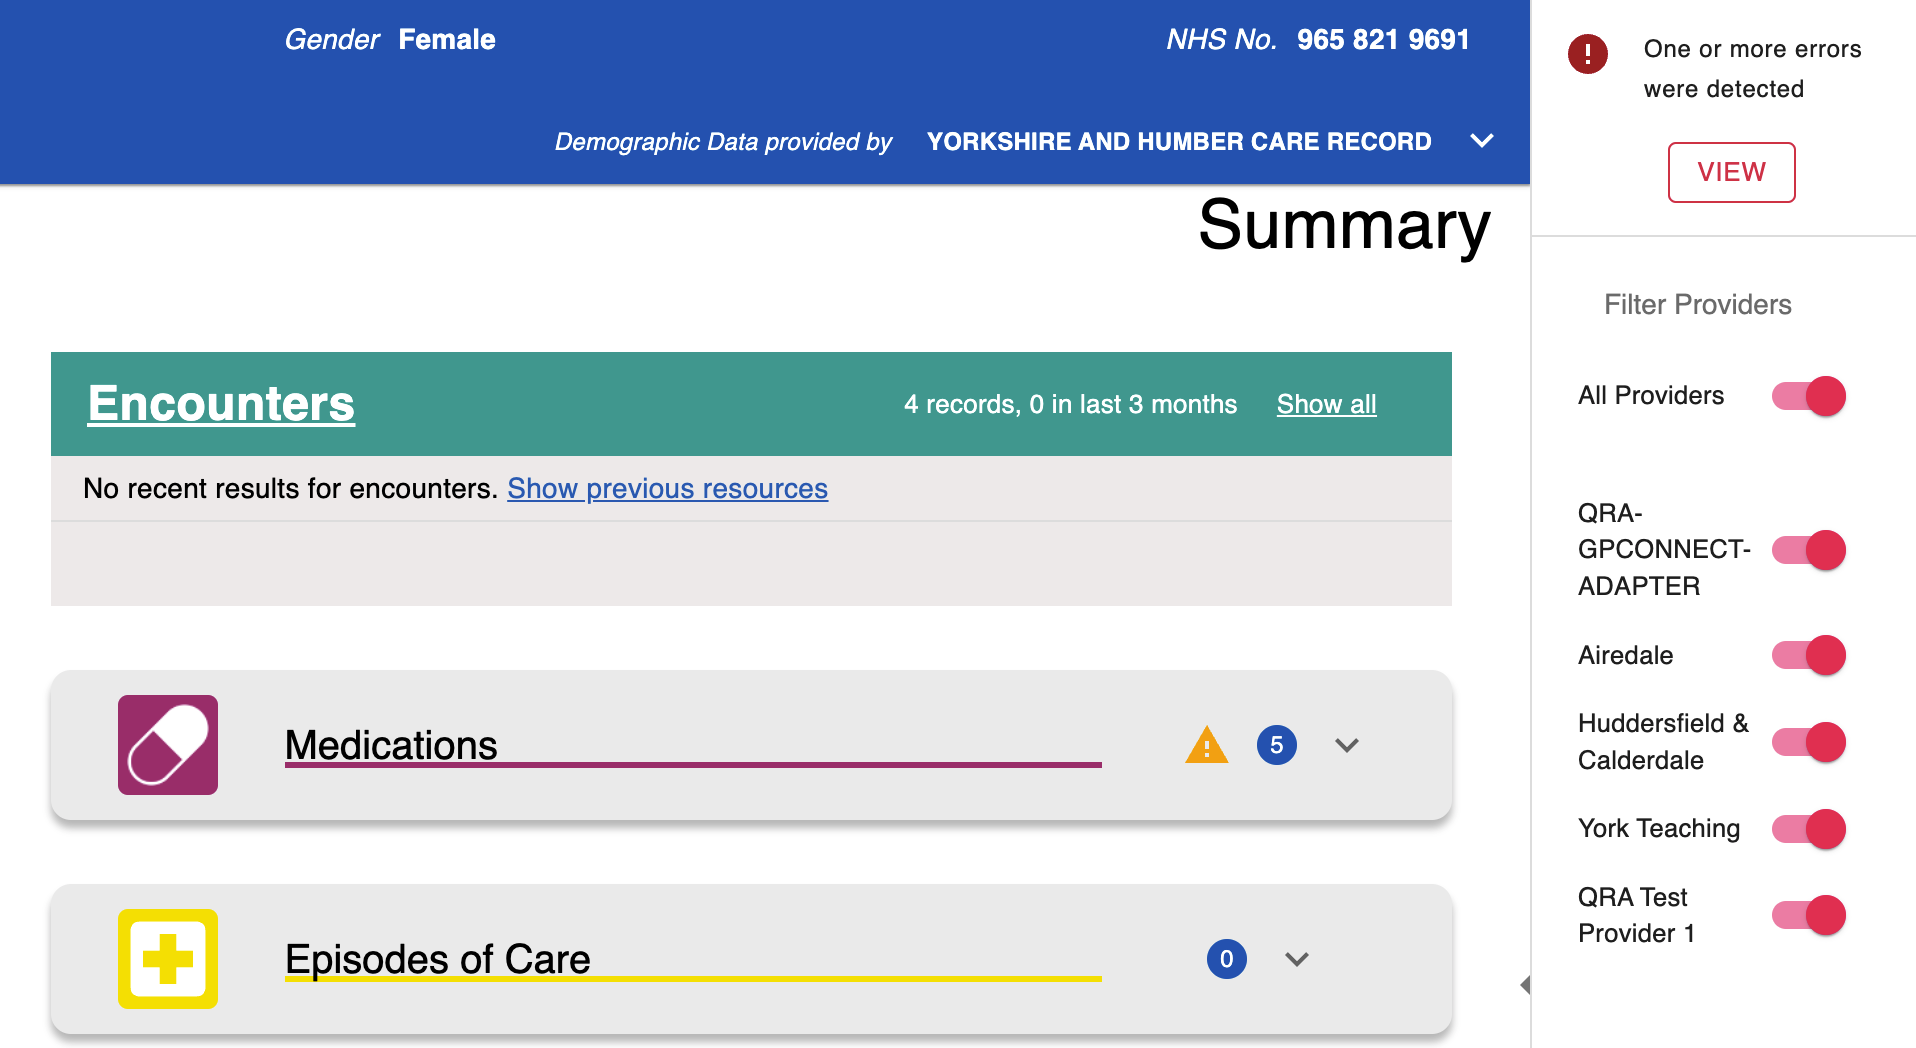 Gender Female NHS No. 965 821 9691
Demographic Data provided by YORKSHIRE AND HUMBER CARE RECORD
Summary
Encounters 4 records, 0 in last 3 months Show all
No recent results for encounters. Show previous resources
Medications 5
Episodes of Care 0
One or more errors
were detected
VIEW
Filter Providers
All Providers
QRA-
GPCONNECT-
ADAPTER
Airedale
Huddersfield &
Calderdale
York Teaching
QRA Test
Provider 1